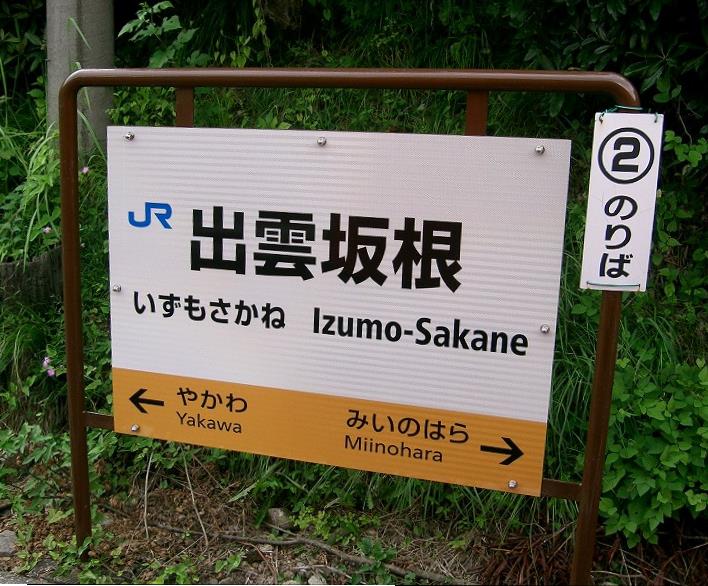 JR 出雲坂根
いずもさかね Izumo-Sakane
← やかわ
Yakawa
みいのはら →
Miinohara
②
のりば